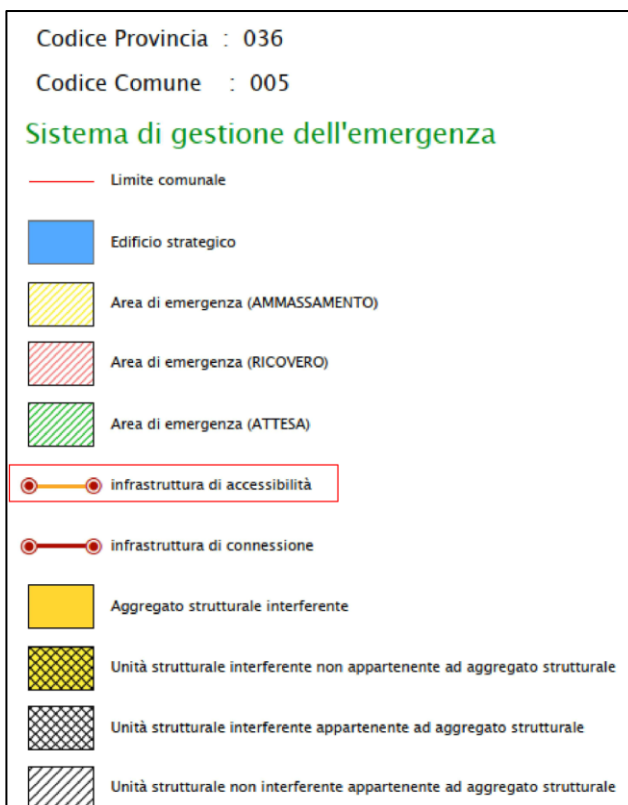 Codice Provincia : 036
Codice Comune : 005
Sistema di gestione dell'emergenza
Limite comunale
Edificio strategico
Area di emergenza (AMMASSAMENTO)
Area di emergenza (RICOVERO)
Area di emergenza (ATTESA)
infrastruttura di accessibilità
infrastruttura di connessione
Aggregato strutturale interferente
Unità strutturale interferente non appartenente ad aggregato strutturale
Unità strutturale interferente appartenente ad aggregato strutturale
Unità strutturale non interferente appartenente ad aggregato strutturale